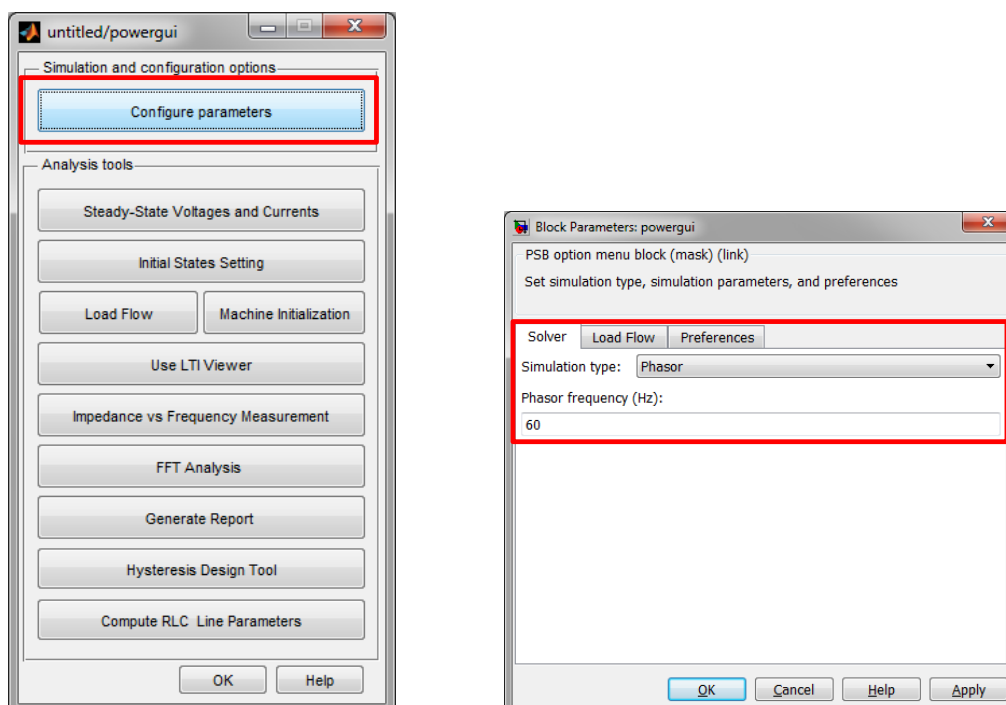 untitled/powergui
Simulation and configuration options
Configure parameters
Analysis tools
Steady-State Voltages and Currents
Initial States Setting
Load Flow
Machine Initialization
Use LTI Viewer
Impedance vs Frequency Measurement
FFT Analysis
Generate Report
Hysteresis Design Tool
Compute RLC Line Parameters
OK
Help
Block Parameters: powergui
PSB option menu block (mask) (link)
Set simulation type, simulation parameters, and preferences
Solver
Load Flow
Preferences
Simulation type:
Phasor
Phasor frequency (Hz):
60
OK
Cancel
Help
Apply